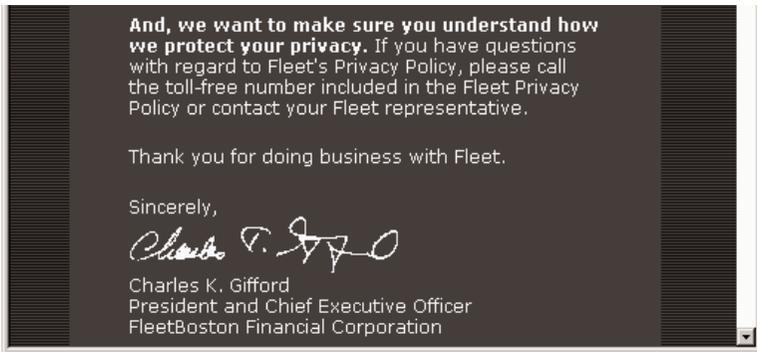 And, we want to make sure you understand how
we protect your privacy. If you have questions
with regard to Fleet's Privacy Policy, please call
the toll-free number included in the Fleet Privacy
Policy or contact your Fleet representative.
Thank you for doing business with Fleet.
Sincerely,
Charles K. Gifford
President and Chief Executive Officer
FleetBoston Financial Corporation